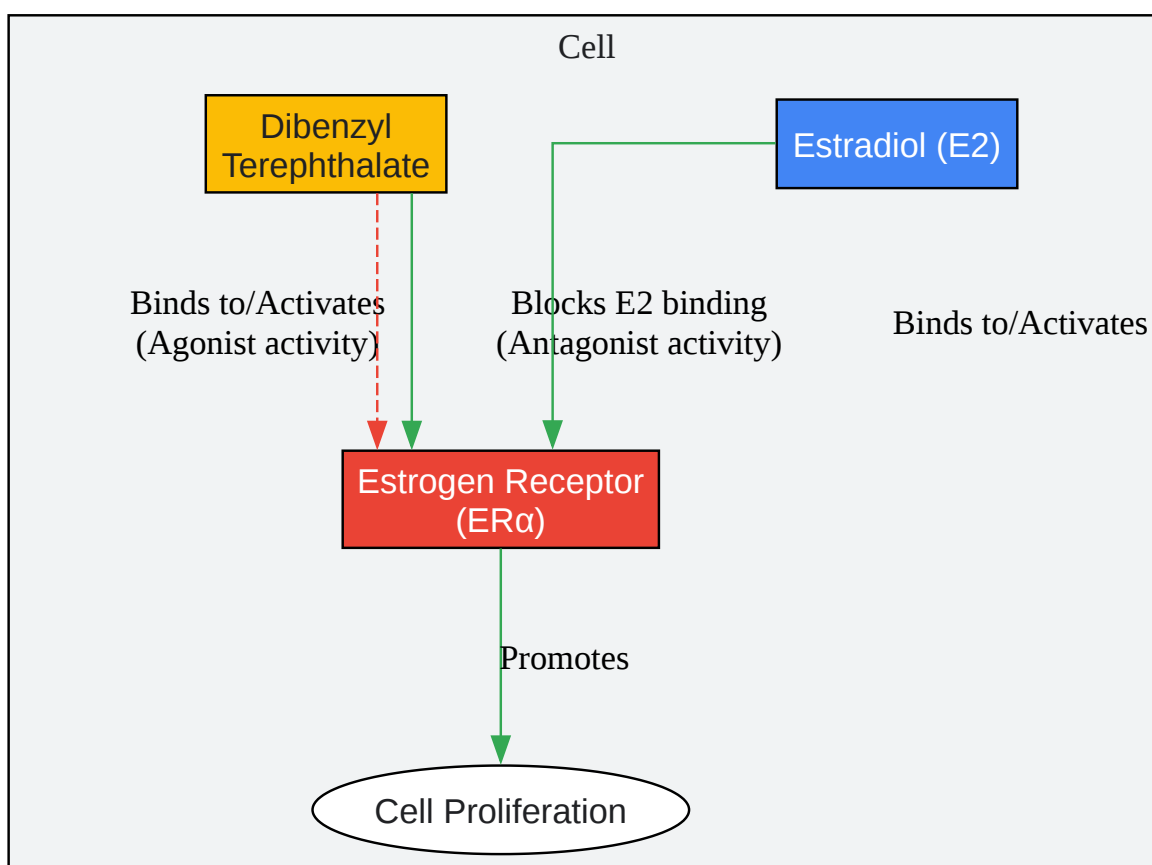 Cell
Dibenzyl
Terephthalate
Estradiol (E2)
Binds to/Activates
(Agonist activity)
Blocks E2 binding
(Antagonist activity)
Binds to/Activates
Estrogen Receptor
(ERα)
Promotes
Cell Proliferation